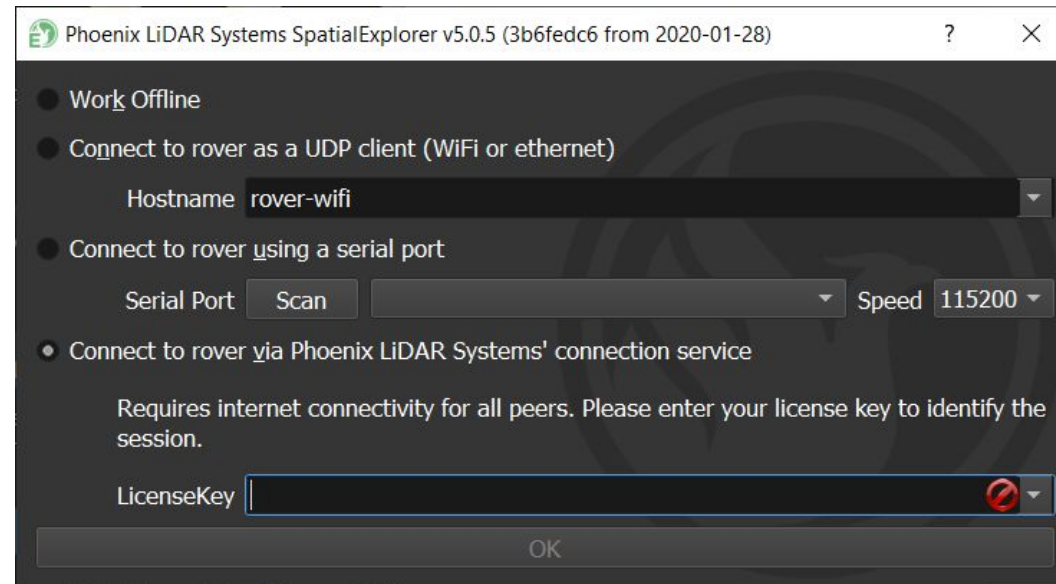 Phoenix LiDAR Systems SpatialExplorer v5.0.5 (3b6fedc6 from 2020-01-28) ?
Work Offline
Connect to rover as a UDP client (WiFi or ethernet)
Hostname rover-wifi
Connect to rover using a serial port
Serial Port Scan Speed 115200
Connect to rover via Phoenix LiDAR Systems' connection service
Requires internet connectivity for all peers. Please enter your license key to identify the
session.
LicenseKey
OK